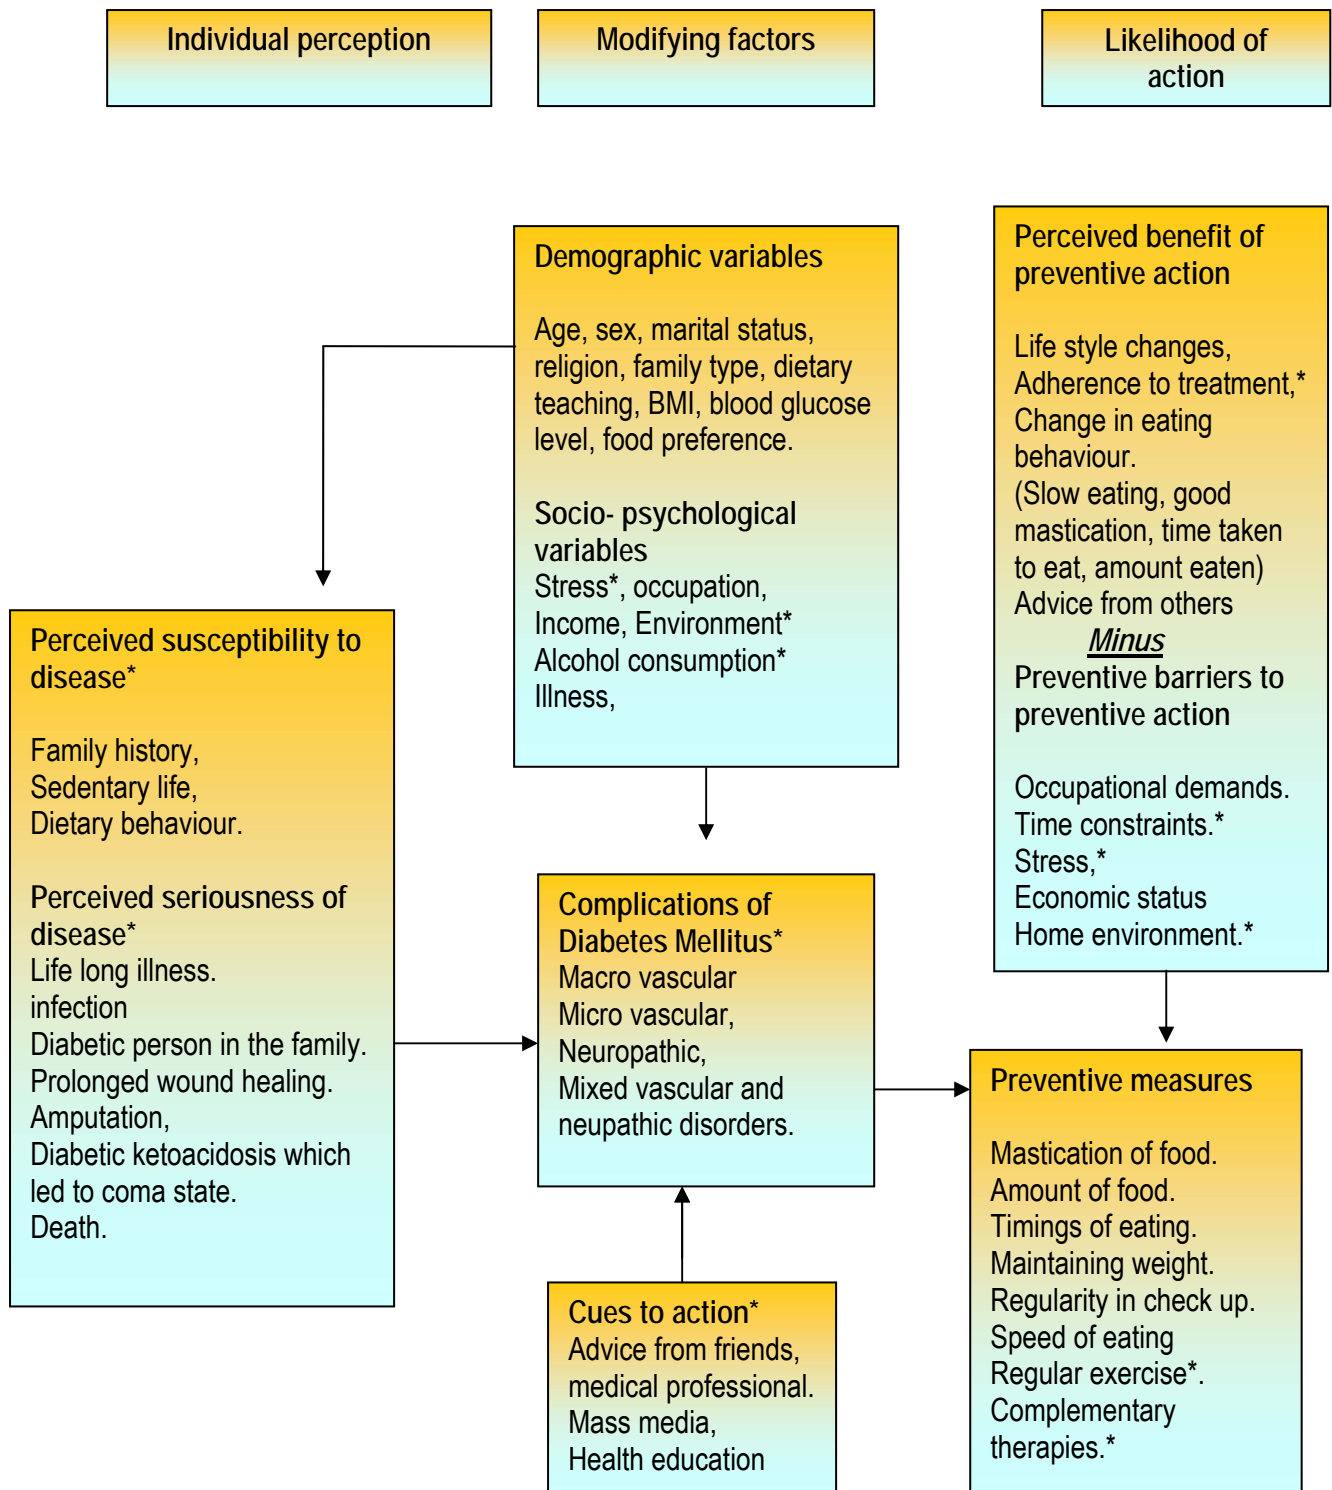 Individual perception
Modifying factors
Likelihood of
action
Demographic variables
Age, sex, marital status,
religion, family type, dietary
teaching, BMI, blood glucose
level, food preference.
Socio- psychological
variables
Stress*, occupation,
Income, Environment*
Alcohol consumption*
Illness,
Perceived benefit of
preventive action
Life style changes,
Adherence to treatment,*
Change in eating
behaviour.
(Slow eating, good
mastication, time taken
to eat, amount eaten)
Advice from others
Minus
Preventive barriers to
preventive action
Occupational demands.
Time constraints.*
Stress,*
Economic status
Home environment.*
Perceived susceptibility to
disease*
Family history,
Sedentary life,
Dietary behaviour.
Perceived seriousness of
disease*
Life long illness.
infection
Diabetic person in the family.
Prolonged wound healing.
Amputation,
Diabetic ketoacidosis which
led to coma state.
Death.
Complications of
Diabetes Mellitus*
Macro vascular
Micro vascular,
Neuropathic,
Mixed vascular and
neupathic disorders.
Preventive measures
Mastication of food.
Amount of food.
Timings of eating.
Maintaining weight.
Regularity in check up.
Speed of eating
Regular exercise*.
Complementary
therapies.*
Cues to action*
Advice from friends,
medical professional.
Mass media,
Health education